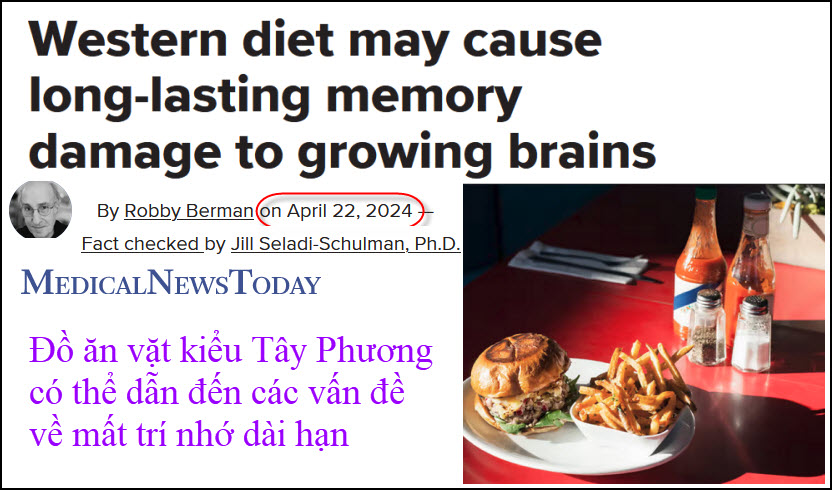 Western diet may cause
long-lasting memory
damage to growing brains
By Robby Berman on April 22, 2024 —
Fact checked by Jill Seladi-Schulman, Ph.D.
MEDICALNEWSTODAY
Đồ ăn vặt kiểu Tây Phương
có thể dẫn đến các vấn đề
về mất trí nhớ dài hạn